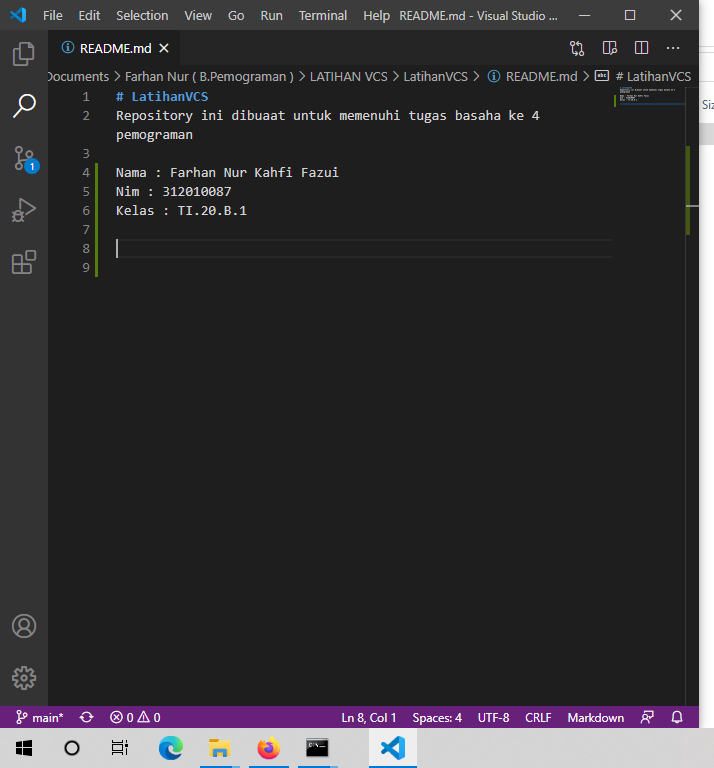 File Edit Selection View Go Run Terminal Help README.md - Visual Studio ...
README.md
Documents > Farhan Nur ( B.Pemograman ) > LATIHAN VCS > LatihanVCS > README.md > # LatihanVCS
Siz
1 # LatihanVCS
2 Repository ini dibuaat untuk memenuhi tugas basaha ke 4
pemograman
3
4 Nama : Farhan Nur Kahfi Fazui
5 Nim : 312010087
6 Kelas : TI.20.B.1
7
8
9
1
main* 0 0 Ln 8, Col 1 Spaces: 4 UTF-8 CRLF Markdown